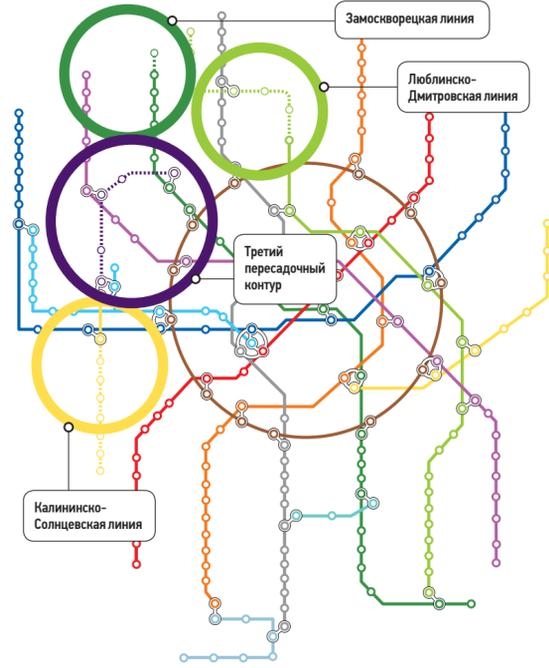 Замоскворецкая линия
Люблинско-
Дмитровская линия
Третий
пересадочный
контур
Калининско-
Солнцевская линия